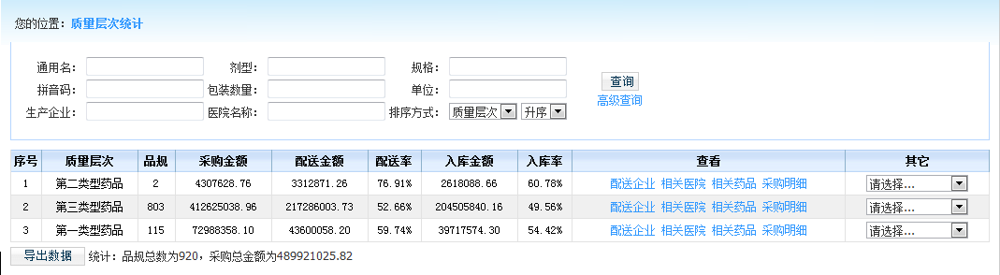 您的位置：质量层次统计
通用名： 剂型： 规格：
拼音码： 包装数量： 单位： 查询
高级查询
生产企业： 医院名称： 排序方式： 质量层次 升序
序号 质量层次 品规 采购金额 配送金额 配送率 入库金额 入库率 查看 其它
1 第二类型药品 2 4307628.76 3312871.26 76.91% 2618088.66 60.78% 配送企业 相关医院 相关药品 采购明细 请选择...
2 第三类型药品 803 412625038.96 217286003.73 52.66% 204505840.16 49.56% 配送企业 相关医院 相关药品 采购明细 请选择...
3 第一类型药品 115 72988358.10 43600058.20 59.74% 39717574.30 54.42% 配送企业 相关医院 相关药品 采购明细 请选择...
导出数据 统计：品规总数为920，采购总金额为489921025.82